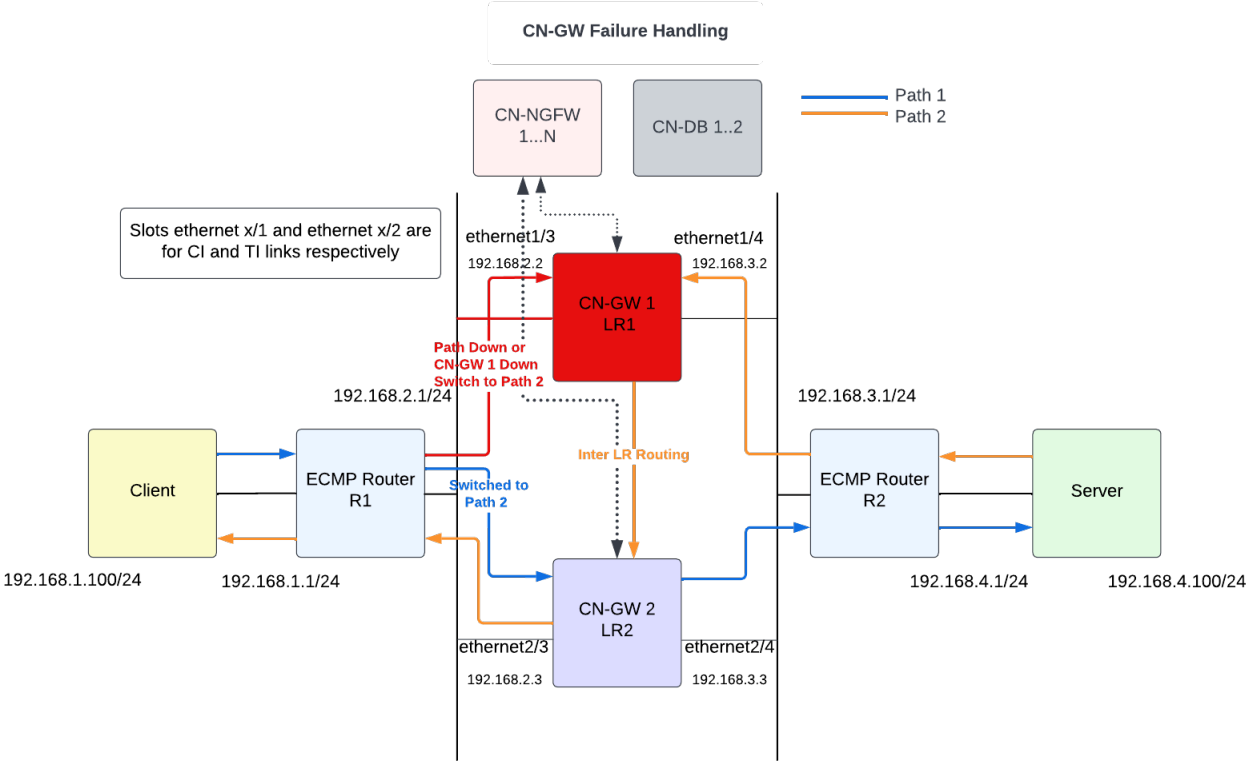 CN-GW Failure Handling
CN-NGFW
1...N
CN-DB 1..2
Path 1
Path 2
Slots ethernet x/1 and ethernet x/2 are
for CI and TI links respectively
ethernet1/3
192.168.2.2
ethernet1/4
192.168.3.2
CN-GW 1
LR1
Path Down or
CN-GW 1 Down
Switch to Path 2
192.168.2.1/24
192.168.3.1/24
Client
ECMP Router
R1
Switched to
Path 2
Inter LR Routing
ECMP Router
R2
Server
192.168.1.100/24
192.168.1.1/24
CN-GW 2
LR2
192.168.4.1/24
192.168.4.100/24
ethernet2/3
192.168.2.3
ethernet2/4
192.168.3.3